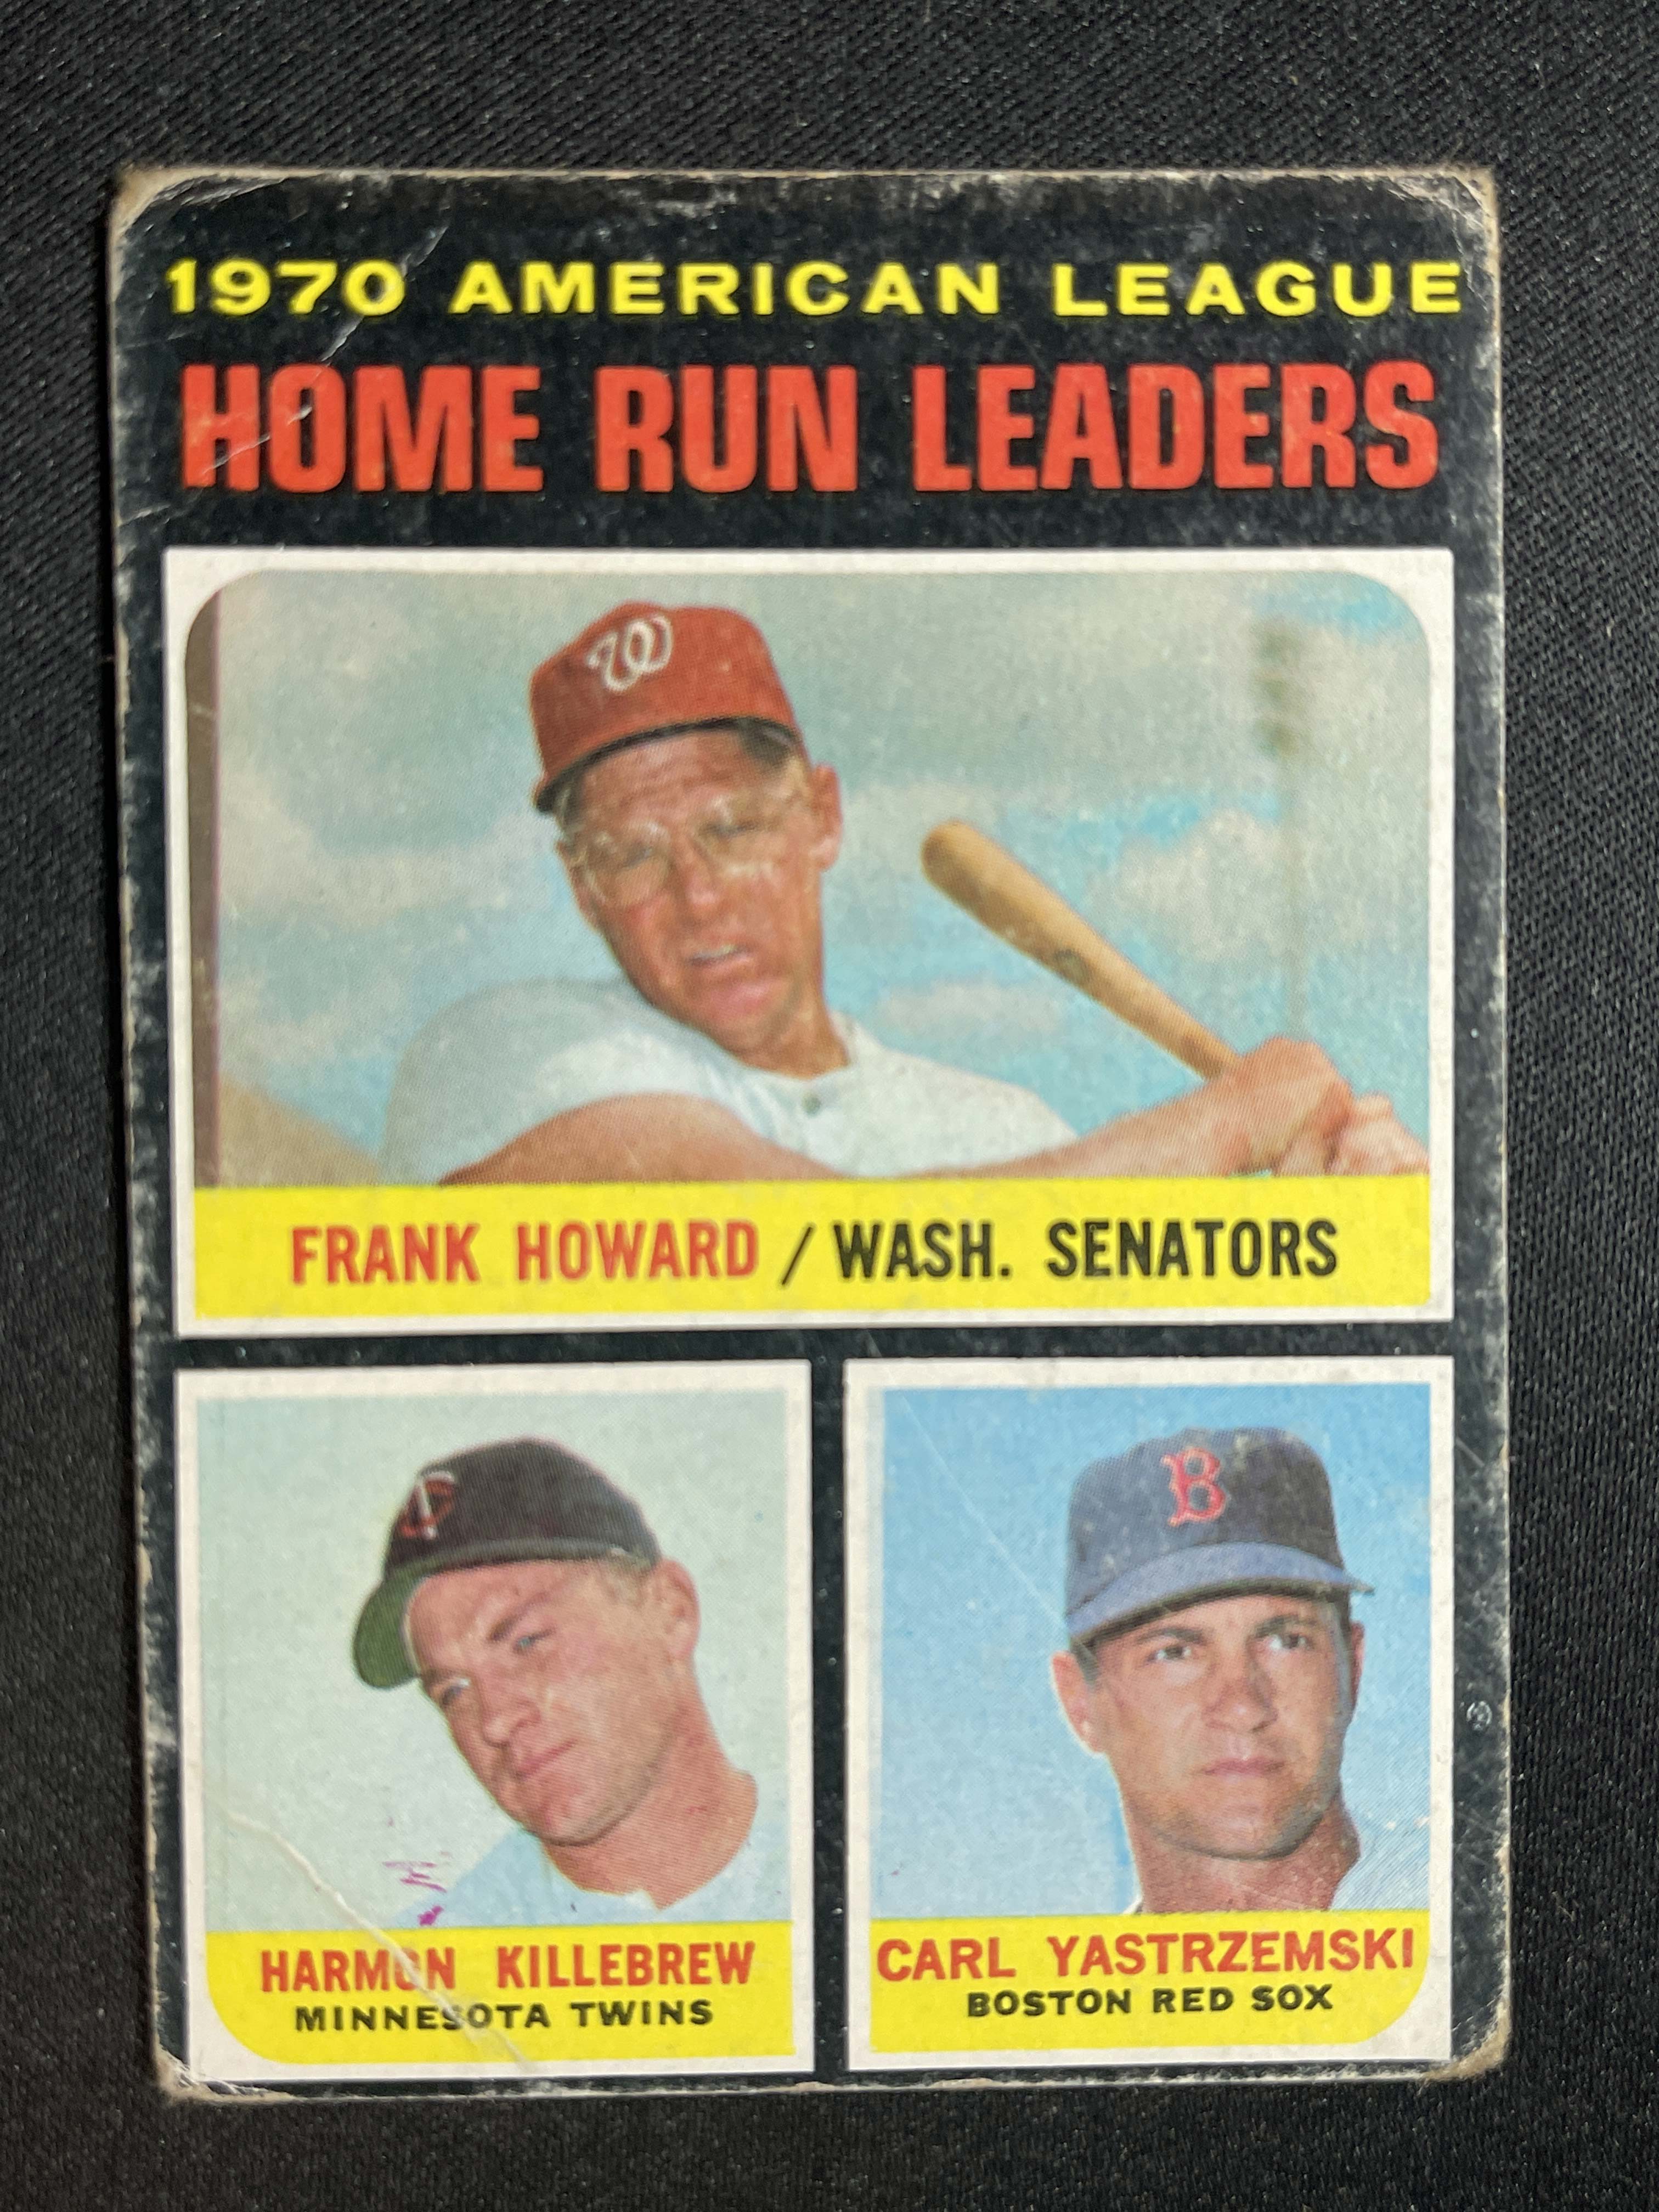 1970 AMERICAN LEAGUE
HOME RUN LEADERS
W
FRANK HOWARD / WASH. SENATORS
TC
B
HARMON KILLEBREW
MINNESOTA TWINS
CARL YASTRZEMSKI
BOSTON RED SOX